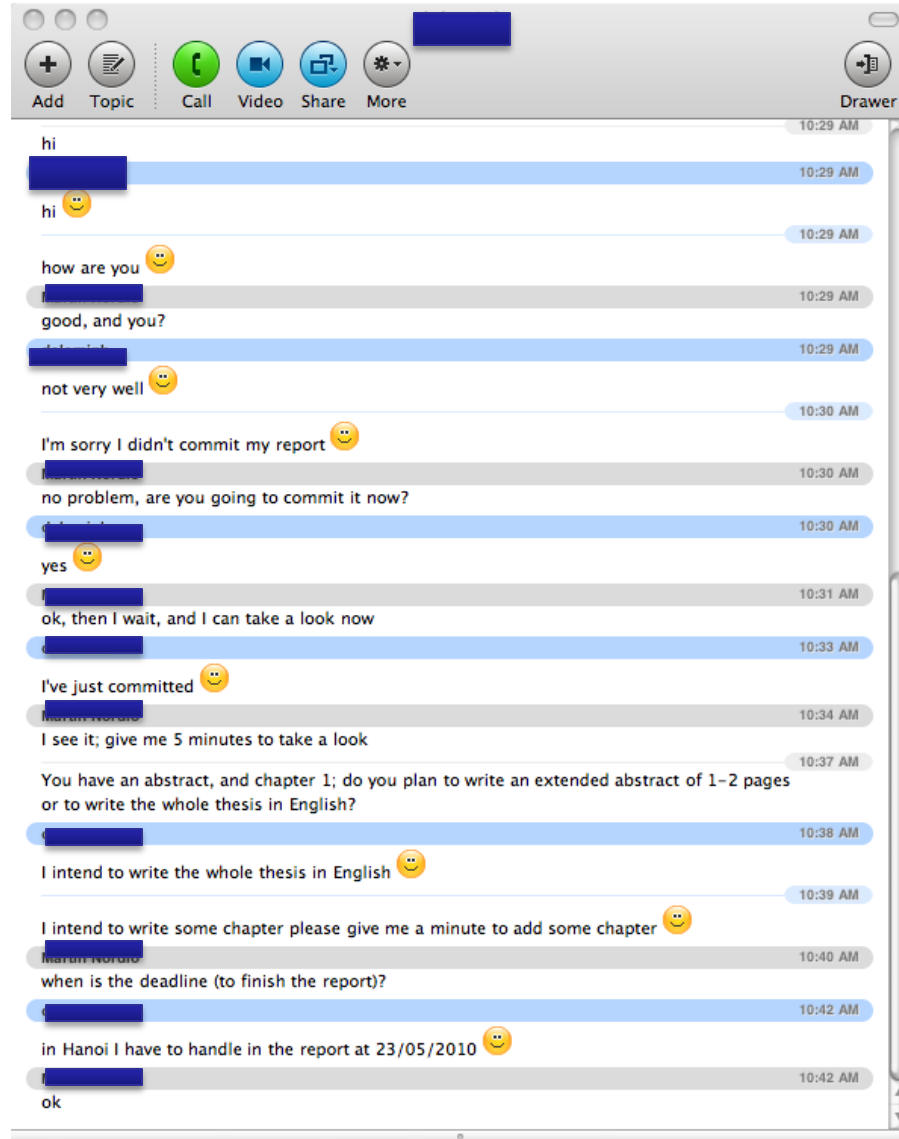 Add Topic Call Video Share More Drawer
10:29 AM
hi
10:29 AM
hi
10:29 AM
how are you
10:29 AM
good, and you?
10:29 AM
not very well
10:30 AM
I'm sorry I didn't commit my report
10:30 AM
no problem, are you going to commit it now?
10:30 AM
yes
10:31 AM
ok, then I wait, and I can take a look now
10:33 AM
I've just committed
10:34 AM
I see it; give me 5 minutes to take a look
10:37 AM
You have an abstract, and chapter 1; do you plan to write an extended abstract of 1-2 pages
or to write the whole thesis in English?
10:38 AM
I intend to write the whole thesis in English
10:39 AM
I intend to write some chapter please give me a minute to add some chapter
10:40 AM
when is the deadline (to finish the report)?
10:42 AM
in Hanoi I have to handle in the report at 23/05/2010
10:42 AM
ok